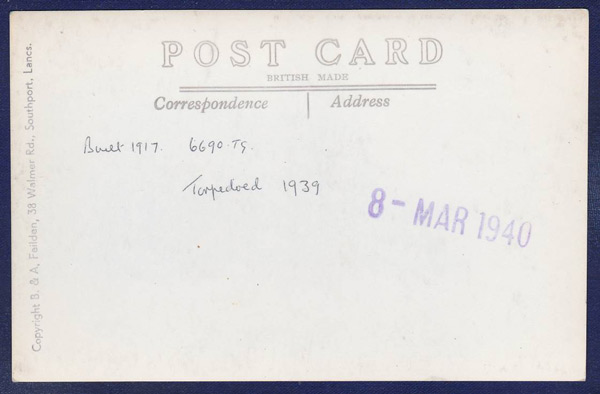 POST CARD
BRITISH MADE
Correspondence
Address
Built 1917. 6690 Tg.
Torpedoed 1939
8 - MAR 1940
Copyright B. & A. Feilden, 38 Walmer Rd., Southport, Lancs.